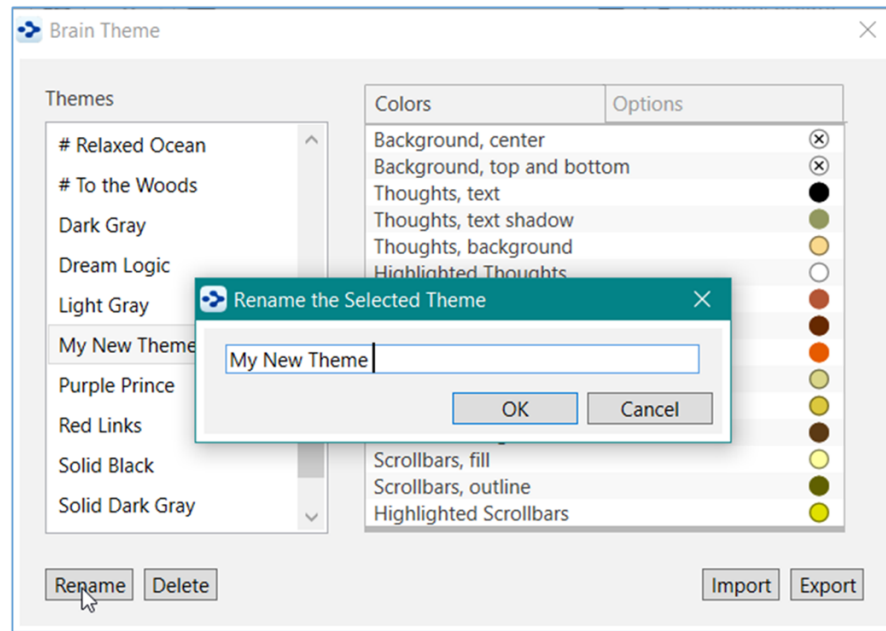 Brain Theme
Themes
# Relaxed Ocean
# To the Woods
Dark Gray
Dream Logic
Light Gray
My New Theme
Purple Prince
Red Links
Solid Black
Solid Dark Gray
Colors
Options
Background, center
Background, top and bottom
Thoughts, text
Thoughts, text shadow
Thoughts, background
Highlighted Thoughts
Rename the Selected Theme
My New Theme
OK
Cancel
Scrollbars, fill
Scrollbars, outline
Highlighted Scrollbars
Rename
Delete
Import
Export